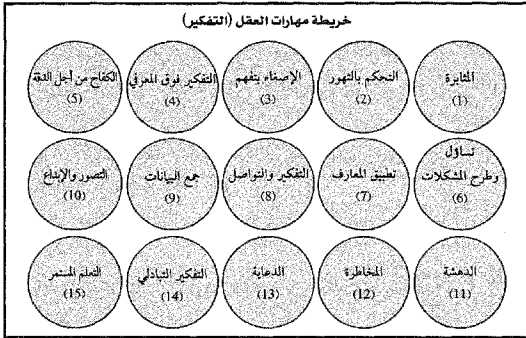 خريطة مهارات العقل (التفكير)
المثابرة
(1)
التحكم بالتهور
(2)
الإصغاء بتفهم
(3)
التفكير فوق المعرفي
(4)
الكفاح من أجل الدقة
(5)
تساؤل
وطرح المشكلات
(6)
تطبيق المعارف
(7)
التفكير والتواصل
(8)
جمع البيانات
(9)
التصور والإبداع
(10)
الدهشة
(11)
المخاطرة
(12)
الدعابة
(13)
التفكير التبادلي
(14)
التعلم المستمر
(15)